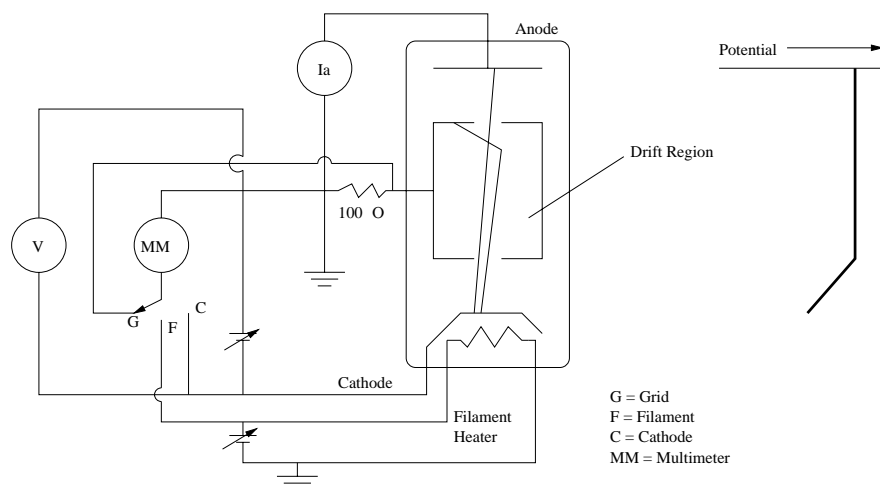 Anode
Ia
Potential
Drift Region
100 O
V
MM
C
G
F
Cathode
Filament
Heater
G = Grid
F = Filament
C = Cathode
MM = Multimeter